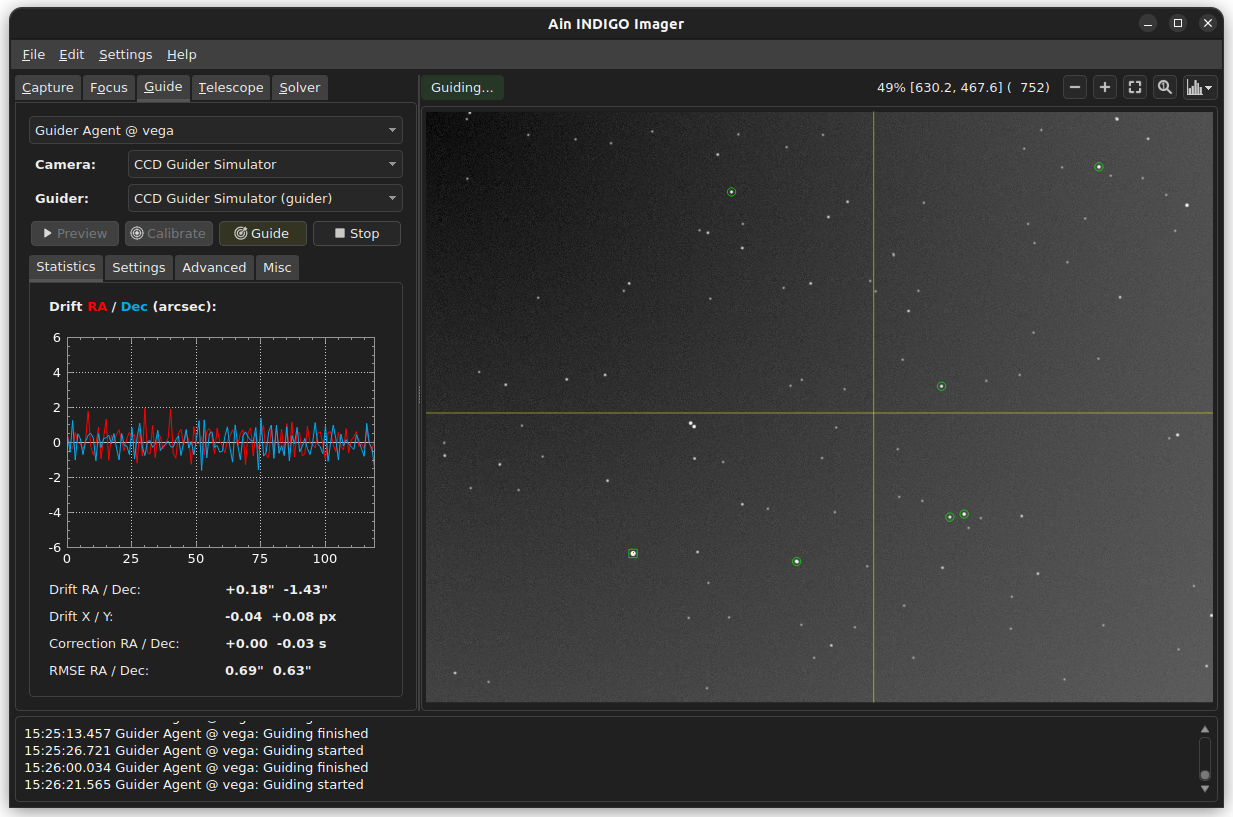 Ain INDIGO Imager
File Edit Settings Help
Capture Focus Guide Telescope Solver
Guiding... 49% [630.2, 467.6] ( 752)
Guider Agent @ vega
Camera: CCD Guider Simulator
Guider: CCD Guider Simulator (guider)
Preview Calibrate Guide Stop
Statistics Settings Advanced Misc
Drift RA / Dec (arcsec):
6
4
2
0
-2
-4
-6
0 25 50 75 100
Drift RA / Dec: +0.18" -1.43"
Drift X / Y: -0.04 +0.08 px
Correction RA / Dec: +0.00 -0.03 s
RMSE RA / Dec: 0.69" 0.63"
15:25:13.457 Guider Agent @ vega: Guiding finished
15:25:26.721 Guider Agent @ vega: Guiding started
15:26:00.034 Guider Agent @ vega: Guiding finished
15:26:21.565 Guider Agent @ vega: Guiding started